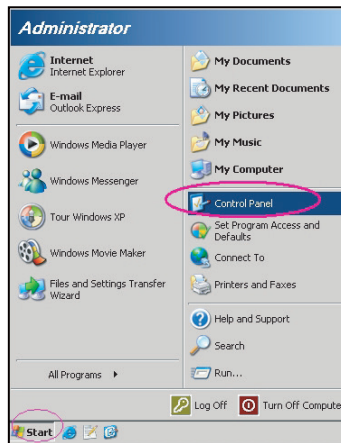 Administrator
Internet
Internet Explorer
E-mail
Outlook Express
Windows Media Player
Windows Messenger
Tour Windows XP
Windows Movie Maker
Files and Settings Transfer
Wizard
All Programs
My Documents
My Recent Documents
My Pictures
My Music
My Computer
Control Panel
Set Program Access and
Defaults
Connect To
Printers and Faxes
Help and Support
Search
Run...
Log Off
Turn Off Compute
Start